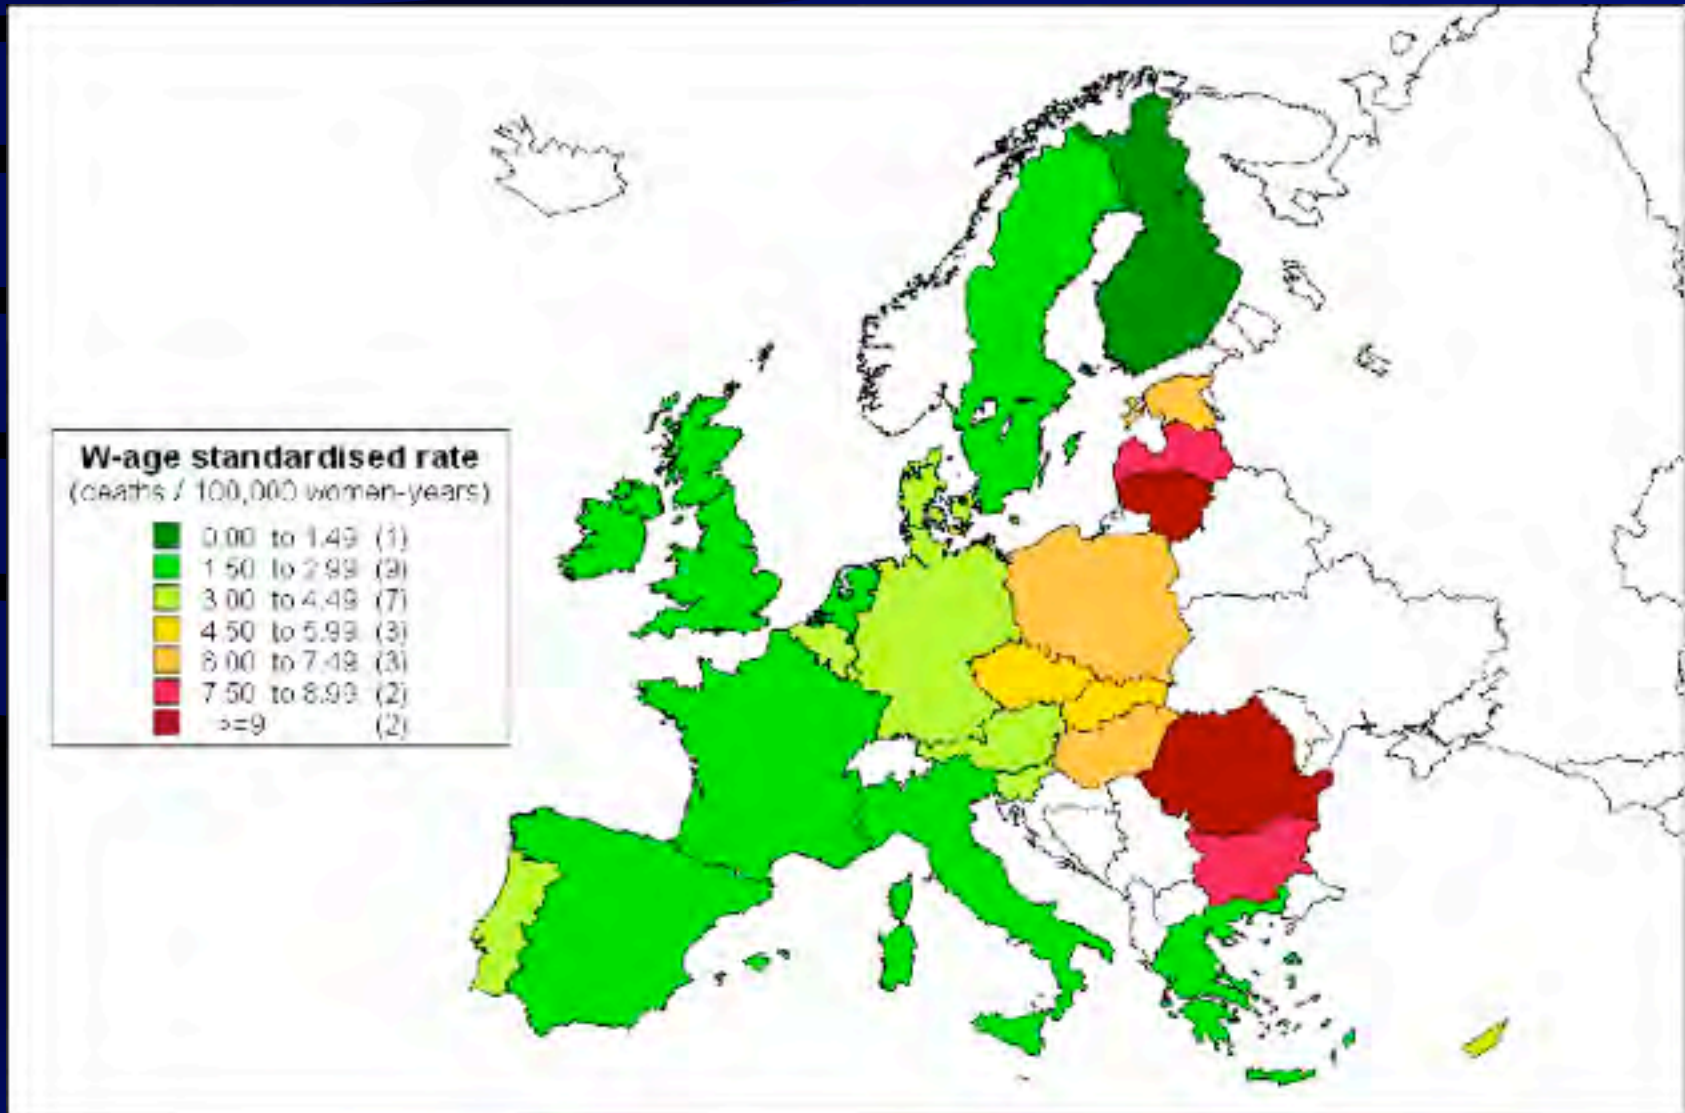 W-age standardised rate
(deaths / 100,000 women-years)
0.00 to 1.49 (1)
1.50 to 2.99 (9)
3.00 to 4.49 (7)
4.50 to 5.99 (3)
6.00 to 7.49 (3)
7.50 to 8.99 (2)
>=9 (2)